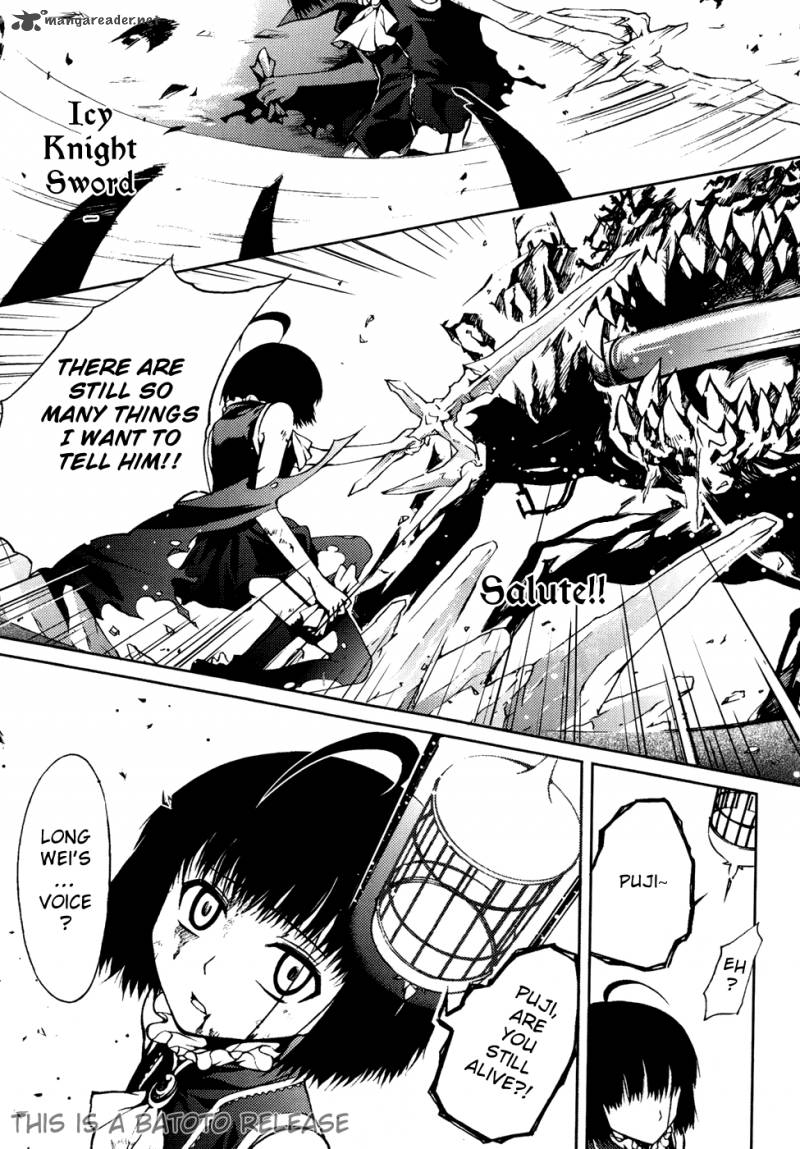 mangareader.net
Icy
Knight
Sword
-
THERE ARE
STILL SO
MANY THINGS
I WANT TO
TELL HIM!!
Salute!!
PUJI~
EH
?
PUJI,
ARE
YOU
STILL
ALIVE?!
LONG
WEI'S
...
VOICE
?
THIS IS A BATOTO RELEASE